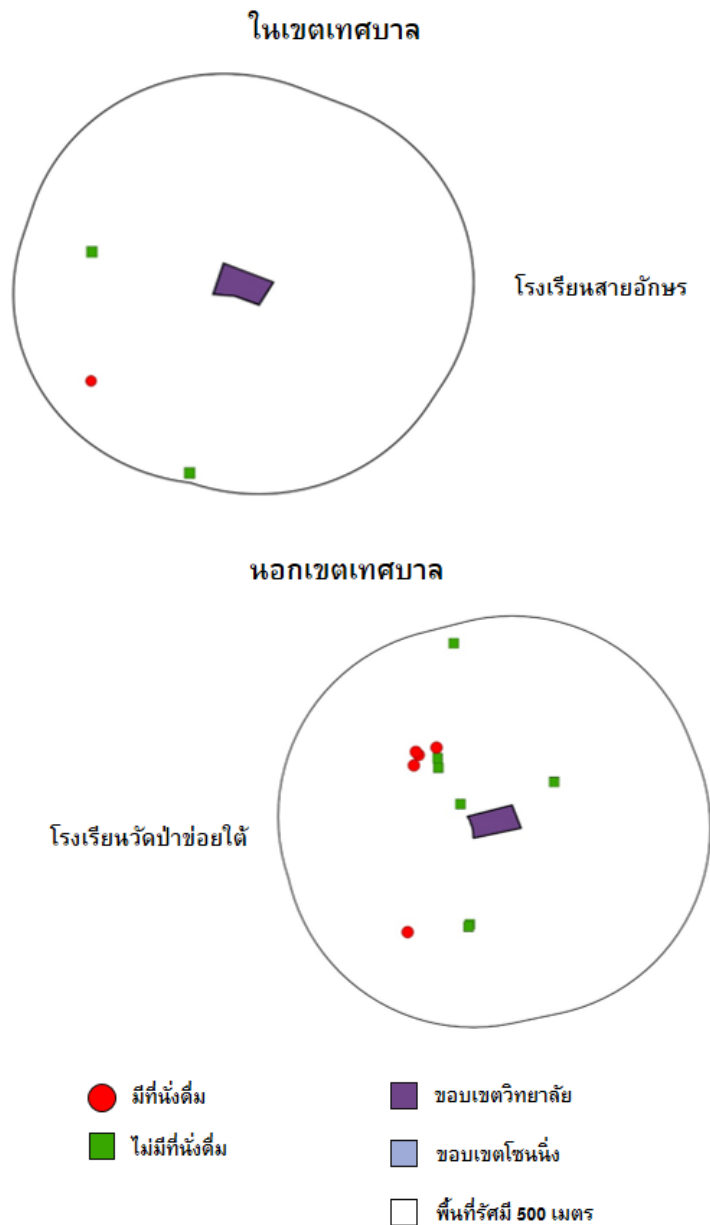 ในเขตเทศบาล
โรงเรียนสายอักษร
นอกเขตเทศบาล
โรงเรียนวัดป่าข่อยใต้
มีที่นั่งดื่ม
ไม่มีที่นั่งดื่ม
ขอบเขตวิทยาลัย
ขอบเขตโซนนิ่ง
พื้นที่รัศมี 500 เมตร